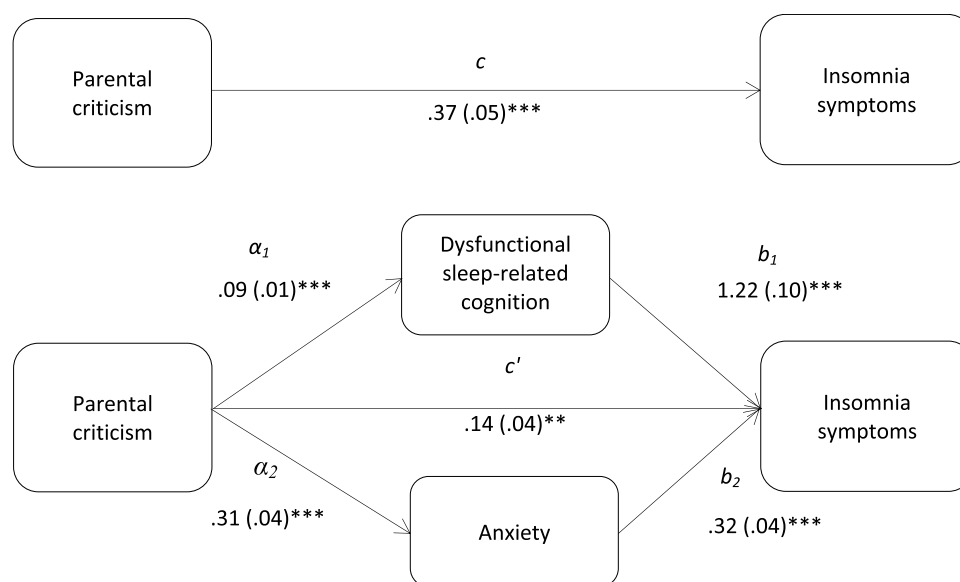 c
Parental
criticism
.37 (.05)***
Insomnia
symptoms
α1
.09 (.01)***
Dysfunctional
sleep-related
cognition
b1
1.22 (.10)***
Parental
criticism
c'
.14 (.04)**
Insomnia
symptoms
α2
.31 (.04)***
Anxiety
b2
.32 (.04)***